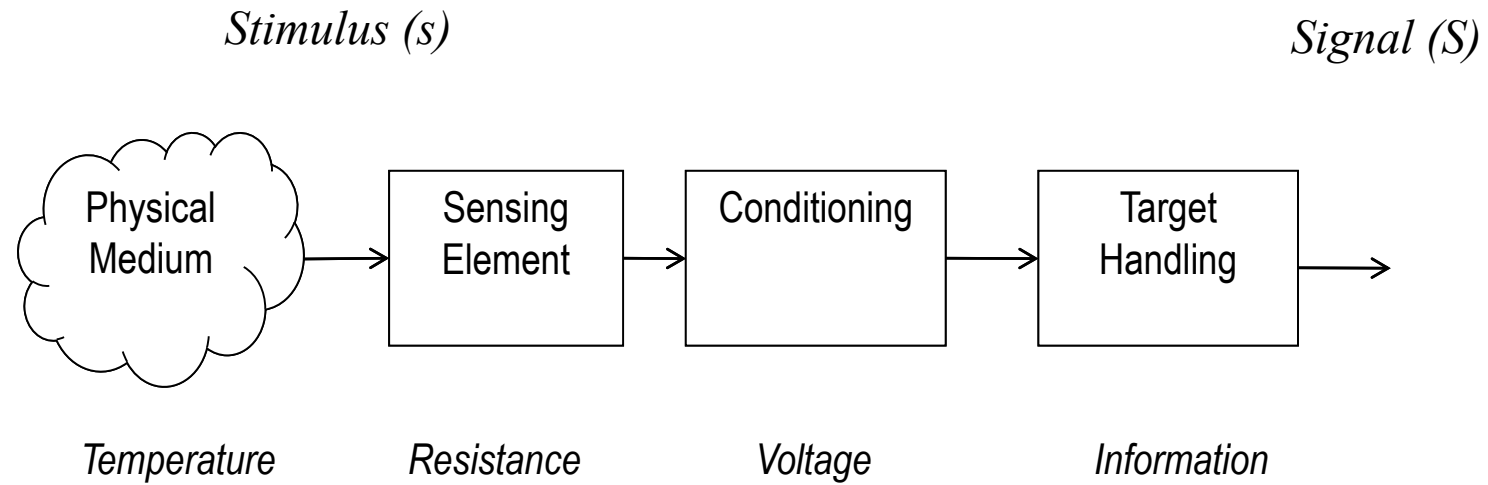 Stimulus (s)
Signal (S)
Physical
Medium
Sensing
Element
Conditioning
Target
Handling
Temperature
Resistance
Voltage
Information